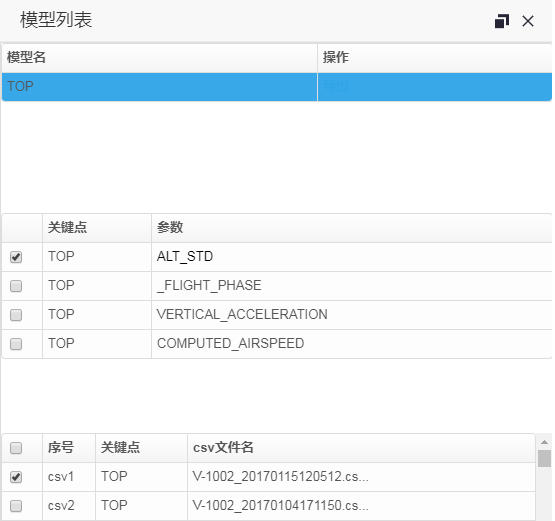 模型列表
模型名 操作
TOP
关键点 参数
TOP ALT_STD
TOP _FLIGHT_PHASE
TOP VERTICAL_ACCELERATION
TOP COMPUTED_AIRSPEED
序号 关键点 csv文件名
csv1 TOP V-1002_20170115120512.cs...
csv2 TOP V-1002_20170104171150.cs...